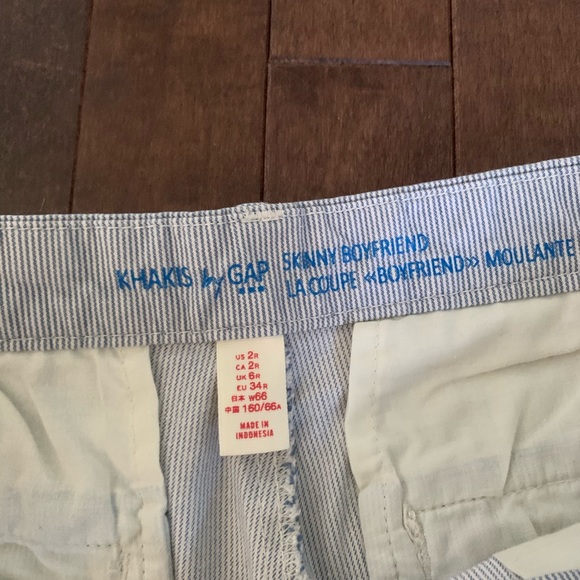 KHAKIS by GAP
SKINNY BOYFRIEND
LA COUPE «BOYFRIEND» MOULANTE
US 2R
CA 2R
UK 6R
EU 34R
日本 W66
中國 160/66A
MADE IN
INDONESIA